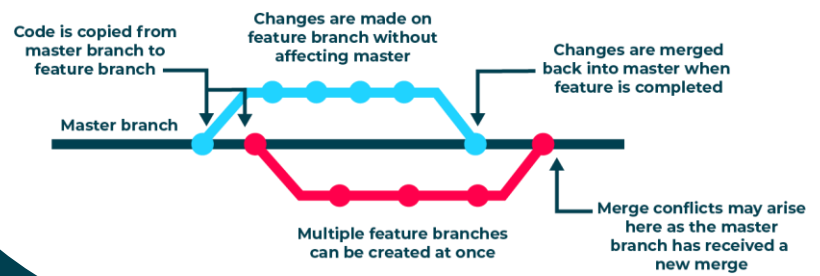 Code is copied from
master branch to
feature branch
Changes are made on
feature branch without
affecting master
Changes are merged
back into master when
feature is completed
Master branch
Multiple feature branches
can be created at once
Merge conflicts may arise
here as the master
branch has received a
new merge